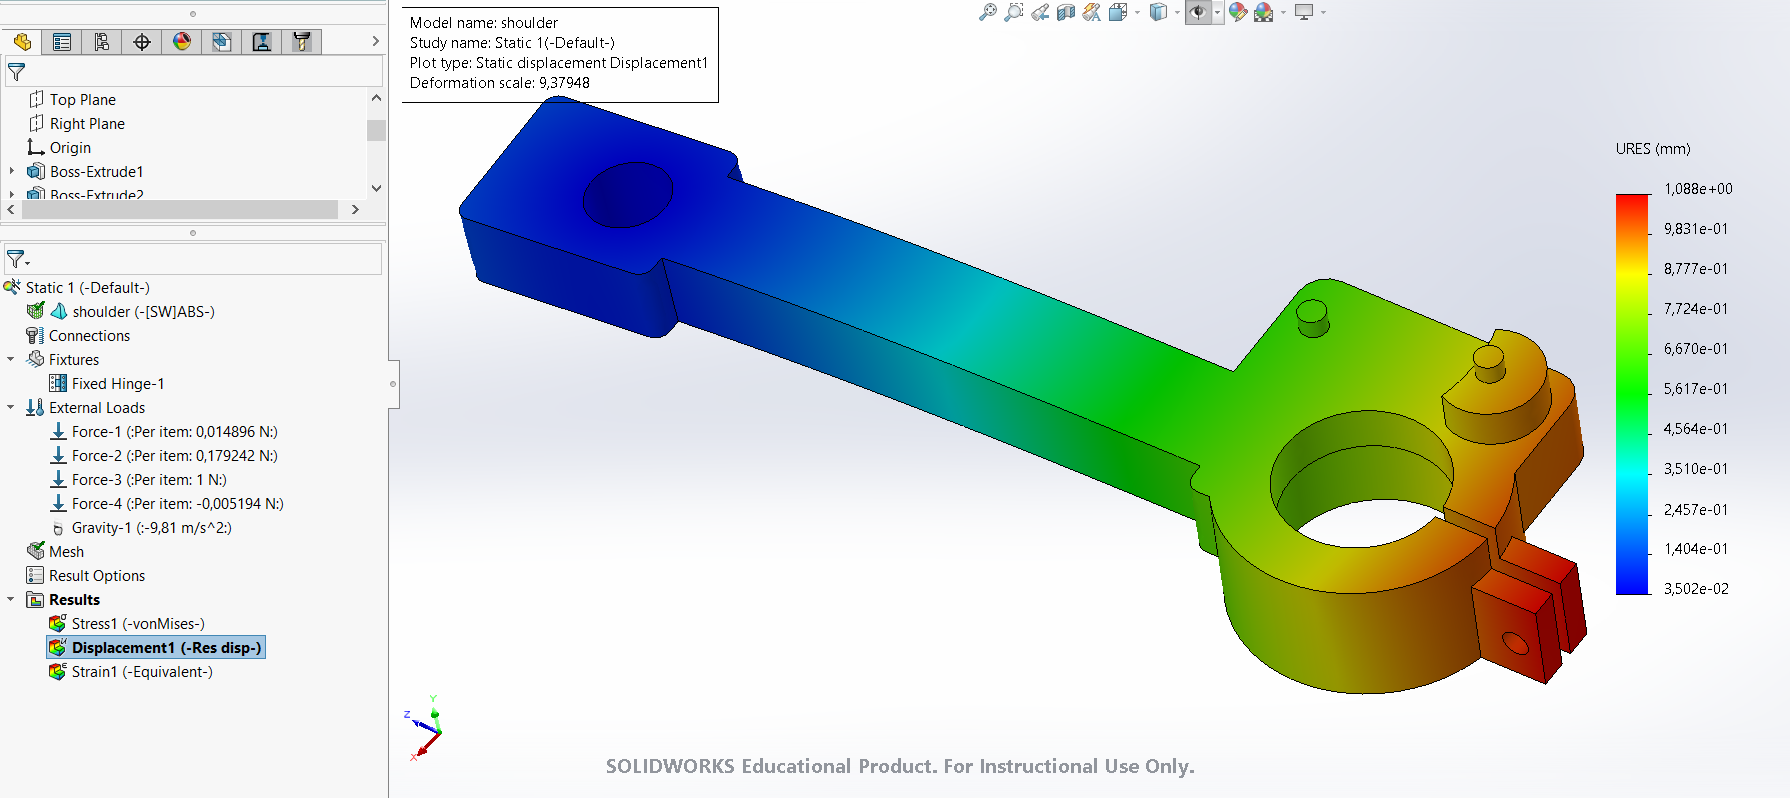 Top Plane
Right Plane
Origin
Boss-Extrude1
Boss-Extrude2
Static 1 (-Default-)
shoulder (-[SW]ABS-)
Connections
Fixtures
Fixed Hinge-1
External Loads
Force-1 (:Per item: 0,014896 N:)
Force-2 (:Per item: 0,179242 N:)
Force-3 (:Per item: 1 N:)
Force-4 (:Per item: -0,005194 N:)
Gravity-1 (:-9,81 m/s^2:)
Mesh
Result Options
Results
Stress1 (-vonMises-)
Displacement1 (-Res disp-)
Strain1 (-Equivalent-)
Model name: shoulder
Study name: Static 1(-Default-)
Plot type: Static displacement Displacement1
Deformation scale: 9,37948
URES (mm)
1,088e+00
9,831e-01
8,777e-01
7,724e-01
6,670e-01
5,617e-01
4,564e-01
3,510e-01
2,457e-01
1,404e-01
3,502e-02
Y
Z
X
SOLIDWORKS Educational Product. For Instructional Use Only.